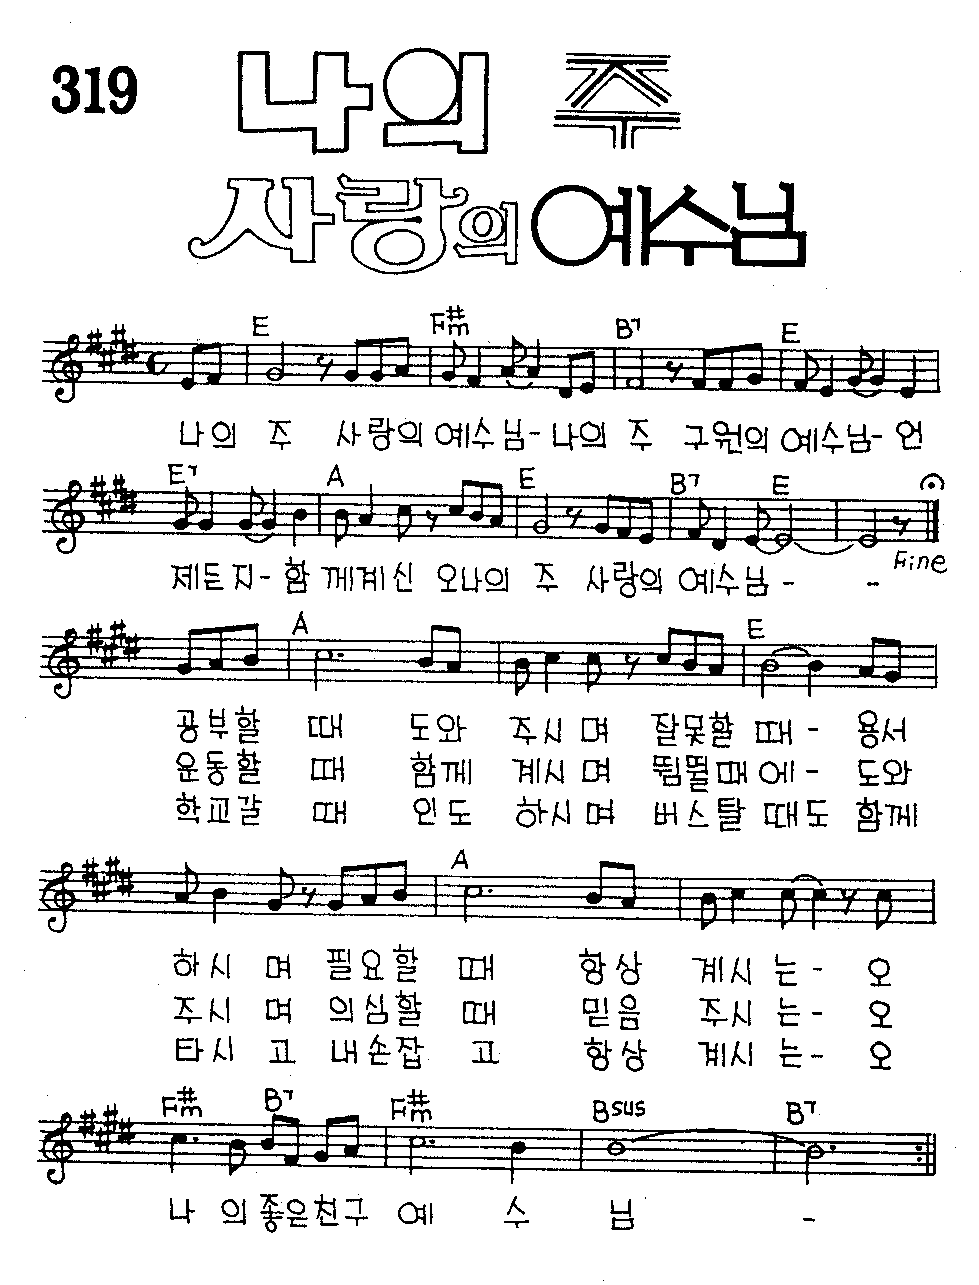 319
나의 주
사랑의 예수님
E F#m B7 E
나의 주 사랑의 예수님-나의 주 구원의 예수님-언
E7 A E B7 E
제든지-함께계신 오나의 주 사랑의 예수님- -
Fine
A E
공부할 때 도와 주시며 잘못할 때- 용서
운동할 때 함께 계시며 뜀뛸때에- 도와
학교갈 때 인도 하시며 버스탈 때도 함께
A
하시며 필요할 때 항상 계시는- 오
주시며 의심할 때 믿음 주시는- 오
타시고 내손잡고 항상 계시는- 오
F#m B7 F#m Bsus B7
나의좋은친구 예수님 -